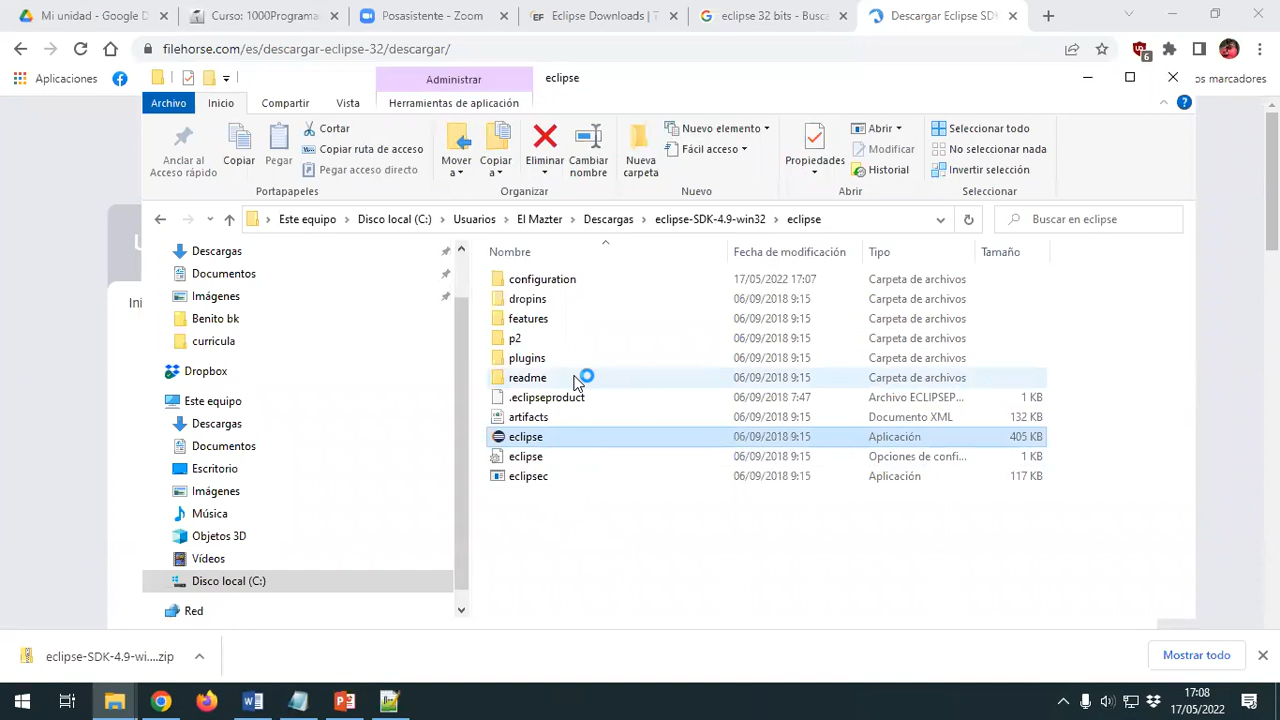 Mi unidad - Google D
Curso: 1000Programa
Posasistente - Zoom
Eclipse Downloads | T
eclipse 32 bits - Busca
Descargar Eclipse SD
filehorse.com/es/descargar-eclipse-32/descargar/
6
Aplicaciones
os marcadores
Administrar
eclipse
Archivo
Inicio
Compartir
Vista
Herramientas de aplicación
Anclar al Acceso rápido
Copiar
Pegar
Cortar
Copiar ruta de acceso
Pegar acceso directo
Portapapeles
Mover a
Copiar a
Eliminar
Cambiar nombre
Organizar
Nueva carpeta
Nuevo elemento
Fácil acceso
Nuevo
Propiedades
Abrir
Modificar
Historial
Abrir
Seleccionar todo
No seleccionar nada
Invertir selección
Seleccionar
Este equipo > Disco local (C:) > Usuarios > El Mazter > Descargas > eclipse-SDK-4.9-win32 > eclipse
Buscar en eclipse
Descargas
Documentos
Imágenes
Benito bk
curricula
Dropbox
Este equipo
Descargas
Documentos
Escritorio
Imágenes
Música
Objetos 3D
Vídeos
Disco local (C:)
Red
Ini
Nombre Fecha de modificación Tipo Tamaño
configuration 17/05/2022 17:07 Carpeta de archivos
dropins 06/09/2018 9:15 Carpeta de archivos
features 06/09/2018 9:15 Carpeta de archivos
p2 06/09/2018 9:15 Carpeta de archivos
plugins 06/09/2018 9:15 Carpeta de archivos
readme 06/09/2018 9:15 Carpeta de archivos
.eclipseproduct 06/09/2018 7:47 Archivo ECLIPSEP... 1 KB
artifacts 06/09/2018 9:15 Documento XML 132 KB
eclipse 06/09/2018 9:15 Aplicación 405 KB
eclipse 06/09/2018 9:15 Opciones de confi... 1 KB
eclipsec 06/09/2018 9:15 Aplicación 117 KB
eclipse-SDK-4.9-wi....zip
Mostrar todo
17:08
17/05/2022